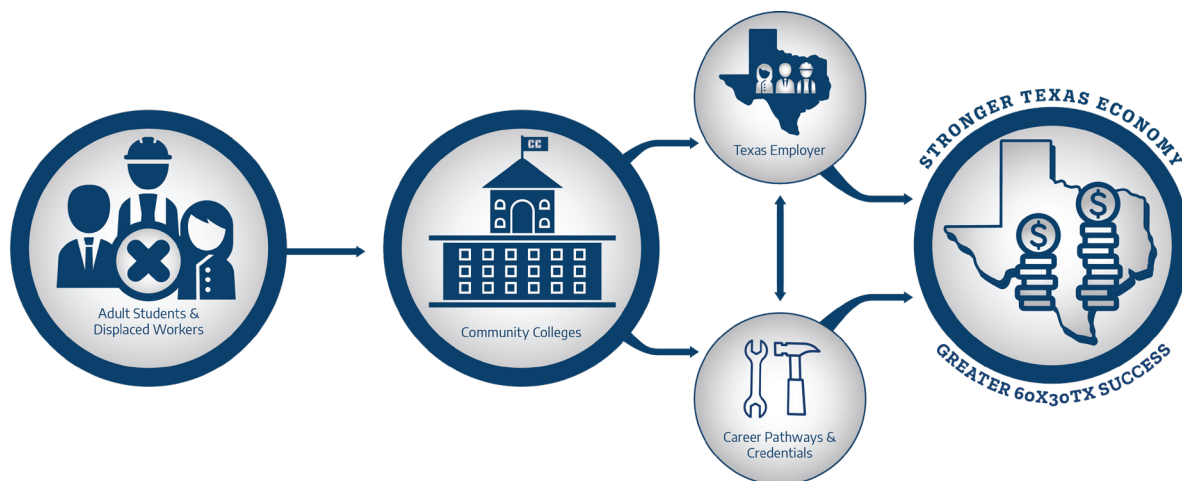 Adult Students &
Displaced Workers
CC
Community Colleges
Texas Employer
Career Pathways &
Credentials
STRONGER TEXAS ECONOMY
$
$
GREATER 60X30TX SUCCESS